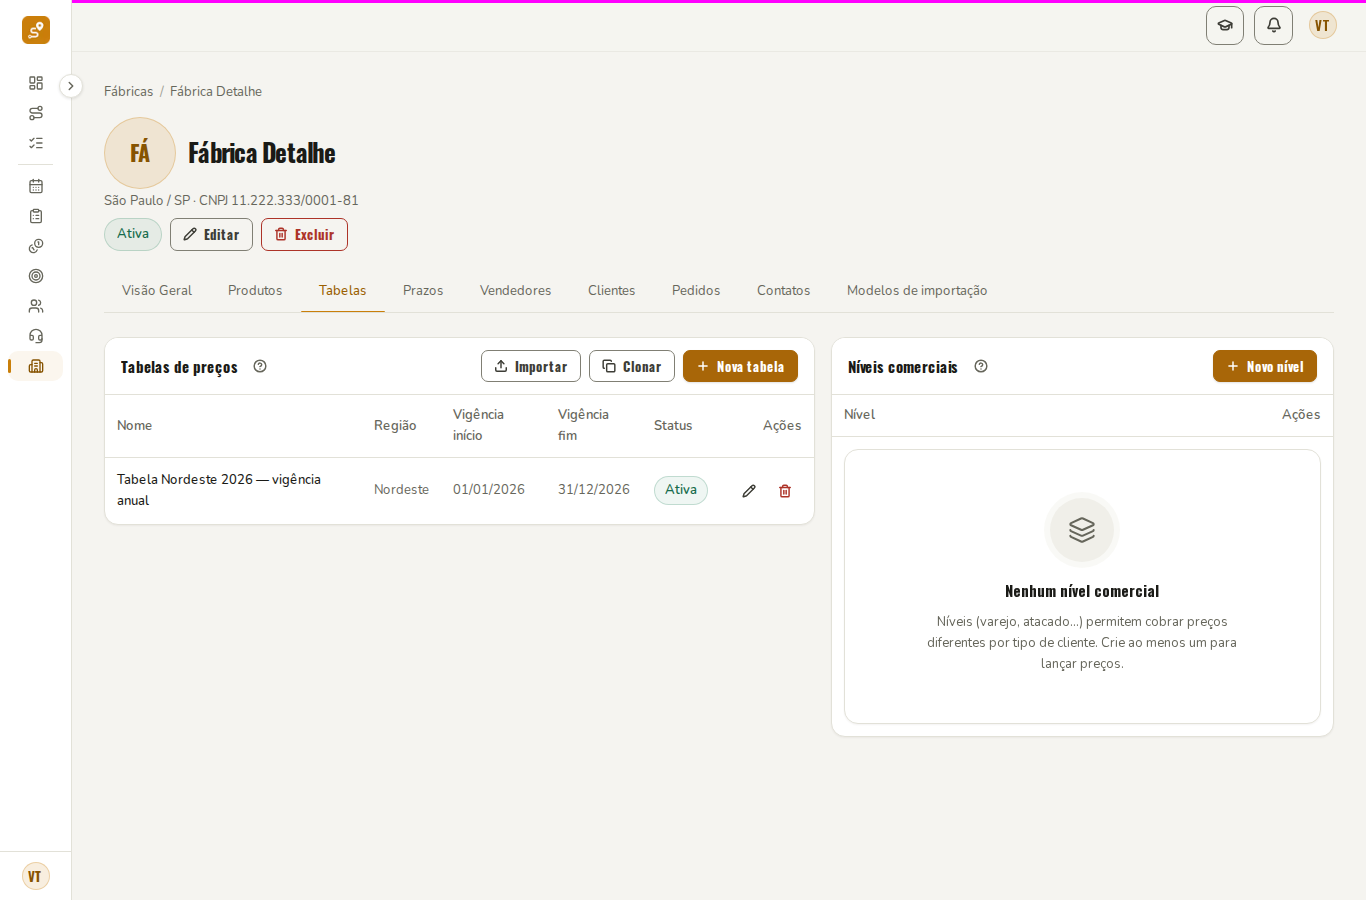 VT
Fábricas / Fábrica Detalhe
FÁ
Fábrica Detalhe
São Paulo / SP · CNPJ 11.222.333/0001-81
Ativa
Editar
Excluir
Visão Geral
Produtos
Tabelas
Prazos
Vendedores
Clientes
Pedidos
Contatos
Modelos de importação
Tabelas de preços
Importar
Clonar
Nova tabela
Nome
Região
Vigência
início
Vigência
fim
Status
Ações
Tabela Nordeste 2026 — vigência
anual
Nordeste
01/01/2026
31/12/2026
Ativa
Níveis comerciais
Novo nível
Nível
Ações
Nenhum nível comercial
Níveis (varejo, atacado...) permitem cobrar preços
diferentes por tipo de cliente. Crie ao menos um para
lançar preços.
VT